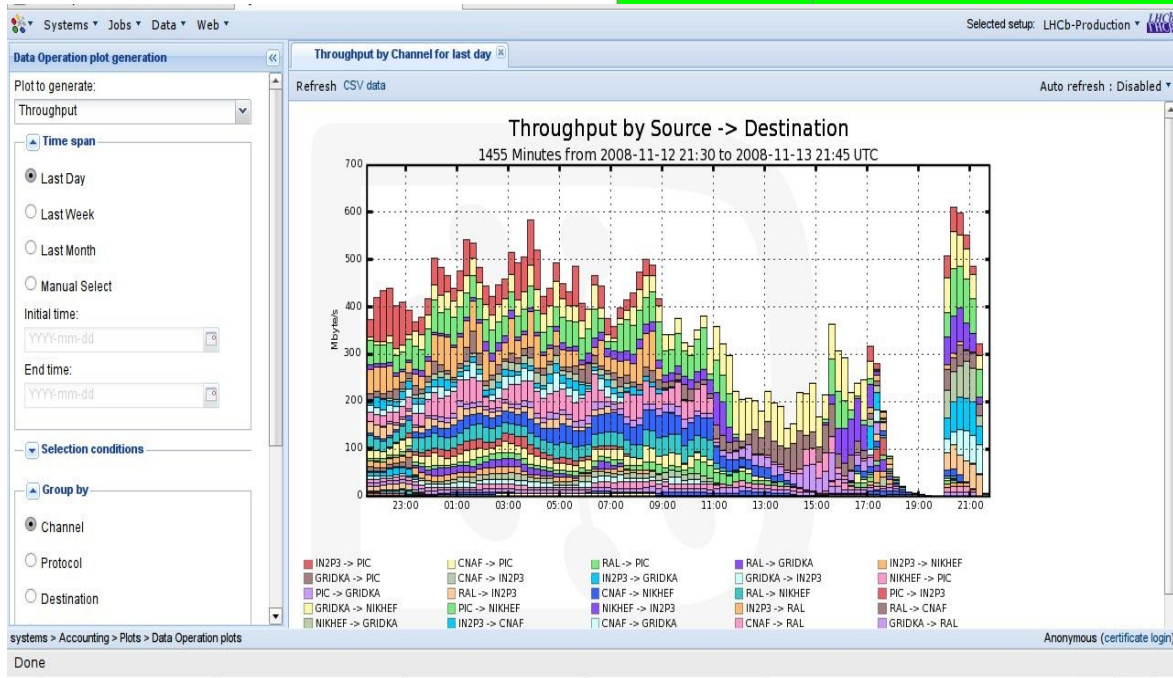 Systems Jobs Data Web
Selected setup: LHCb-Production
LHCb
Data Operation plot generation
Plot to generate:
Throughput
Time span
Last Day
Last Week
Last Month
Manual Select
Initial time:
YYYY-mm-dd
End time:
YYYY-mm-dd
Selection conditions
Group by
Channel
Protocol
Destination
Throughput by Channel for last day
Refresh CSV data
Auto refresh : Disabled
Throughput by Source -> Destination
1455 Minutes from 2008-11-12 21:30 to 2008-11-13 21:45 UTC
Mbyte/s
700
600
500
400
300
200
100
0
23:00 01:00 03:00 05:00 07:00 09:00 11:00 13:00 15:00 17:00 19:00 21:00
IN2P3 -> PIC CNAF -> PIC RAL -> PIC RAL -> GRIDKA IN2P3 -> NIKHEF
GRIDKA -> PIC CNAF -> IN2P3 IN2P3 -> GRIDKA GRIDKA -> IN2P3 NIKHEF -> PIC
PIC -> GRIDKA RAL -> IN2P3 CNAF -> NIKHEF RAL -> NIKHEF PIC -> IN2P3
GRIDKA -> NIKHEF PIC -> NIKHEF NIKHEF -> IN2P3 IN2P3 -> RAL RAL -> CNAF
NIKHEF -> GRIDKA IN2P3 -> CNAF CNAF -> GRIDKA CNAF -> RAL GRIDKA -> RAL
systems > Accounting > Plots > Data Operation plots
Anonymous (certificate login)
Done